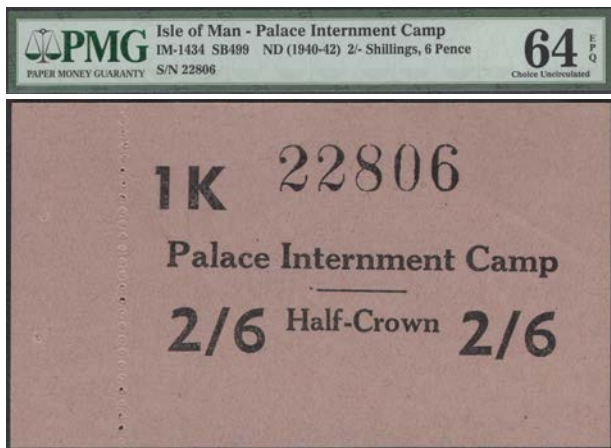 PMG
PAPER MONEY GUARANTY
Isle of Man - Palace Internment Camp
IM-1434 SB499 ND (1940-42) 2/- Shillings, 6 Pence
S/N 22806
64 EPQ
Choice Uncirculated
1K 22806
Palace Internment Camp
2/6 Half-Crown 2/6